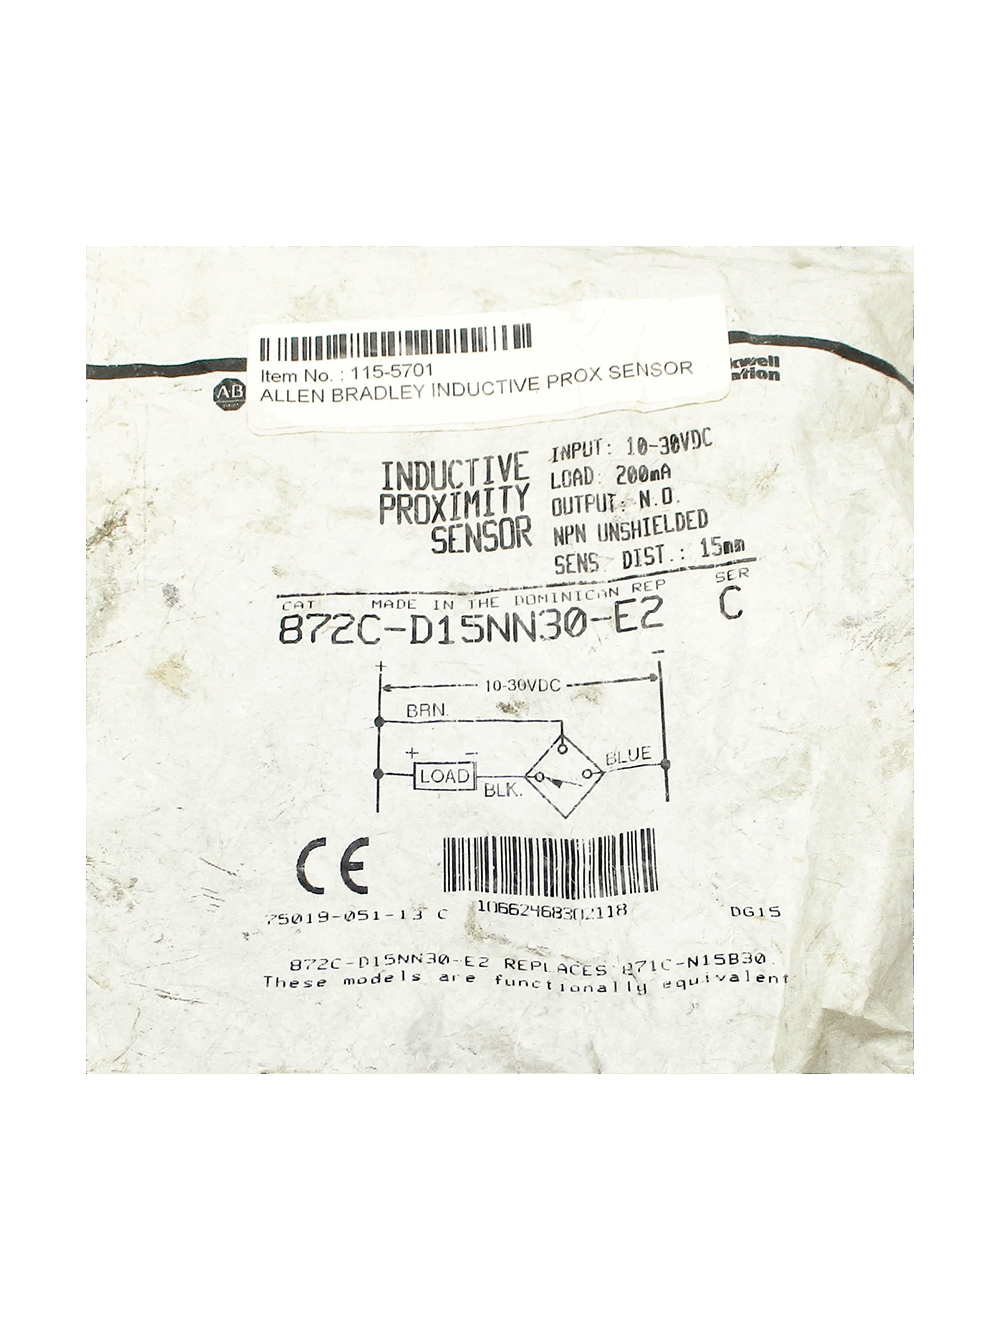 Item No. : 115-5701
ALLEN BRADLEY INDUCTIVE PROX SENSOR
AB
INDUCTIVE
PROXIMITY
SENSOR
INPUT: 10-30VDC
LOAD: 200mA
OUTPUT: N.O.
NPN UNSHIELDED
SENS. DIST.: 15mm
CAT MADE IN THE DOMINICAN REP SER
872C-D15NN30-E2 C
+ −
10-30VDC
BRN.
+ −
LOAD
BLK.
BLUE
CE
75019-051-13 C 10662468302118 DG15
872C-D15NN30-E2 REPLACES 871C-N15B30.
These models are functionally equivalent